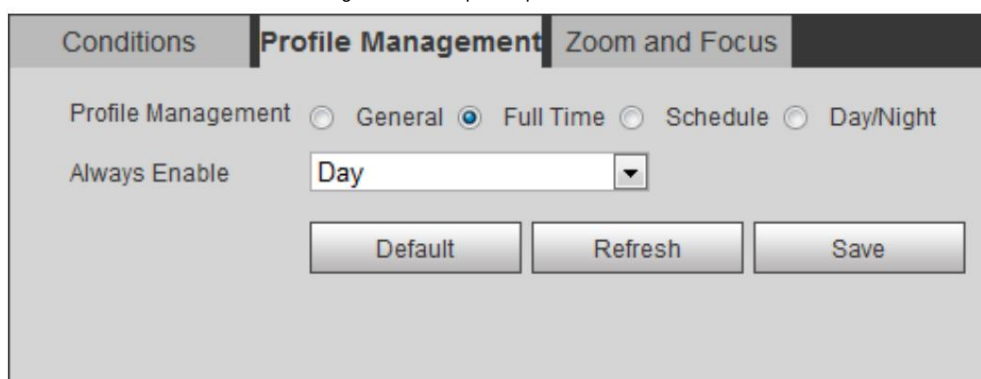 Conditions Profile Management Zoom and Focus
Profile Management General Full Time Schedule Day/Night
Always Enable Day
Default Refresh Save